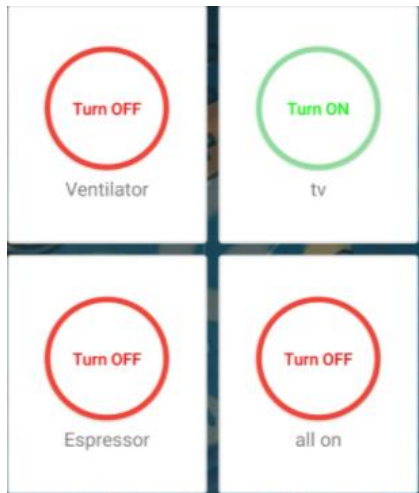 Turn OFF
Turn ON
Ventilator
tv
Turn OFF
Turn OFF
Espressor
all on